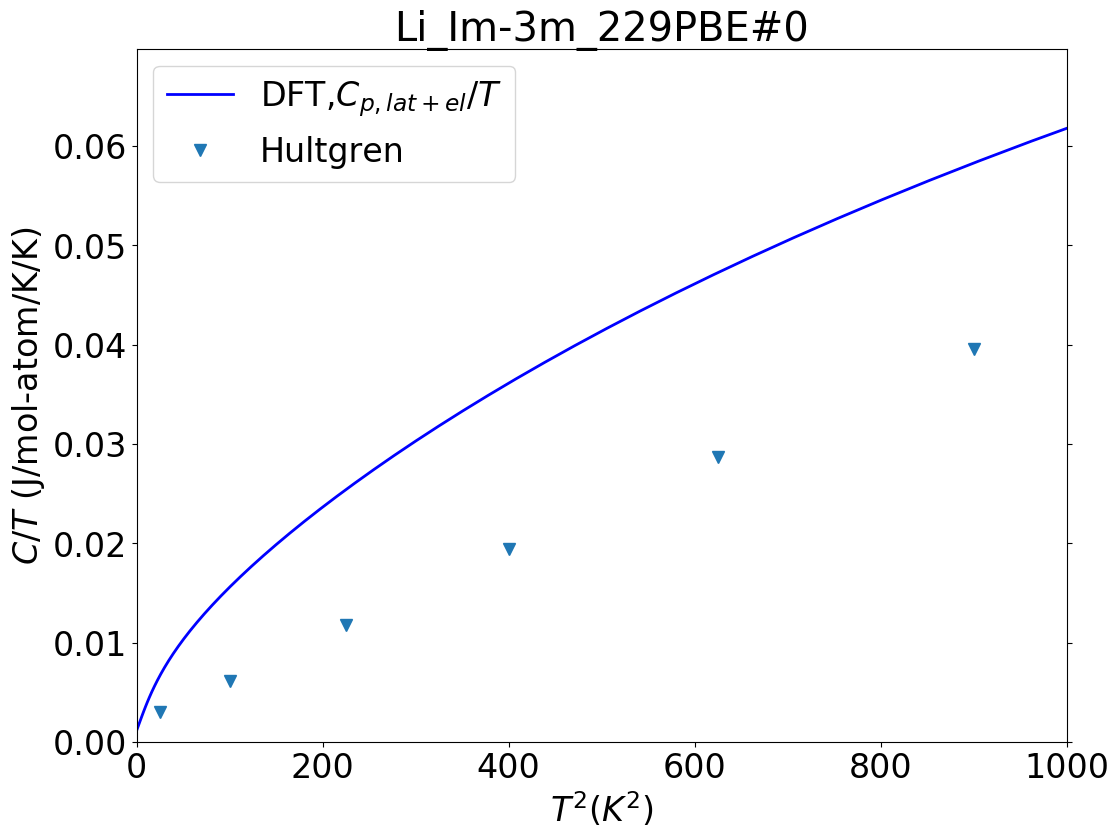 Li_Im-3m_229PBE#0
DFT,$C_{p,lat+el}/T$
Hultgren
0.06
0.05
0.04
0.03
0.02
0.01
0.00
C/T (J/mol-atom/K/K)
0 200 400 600 800 1000
$T^2(K^2)$